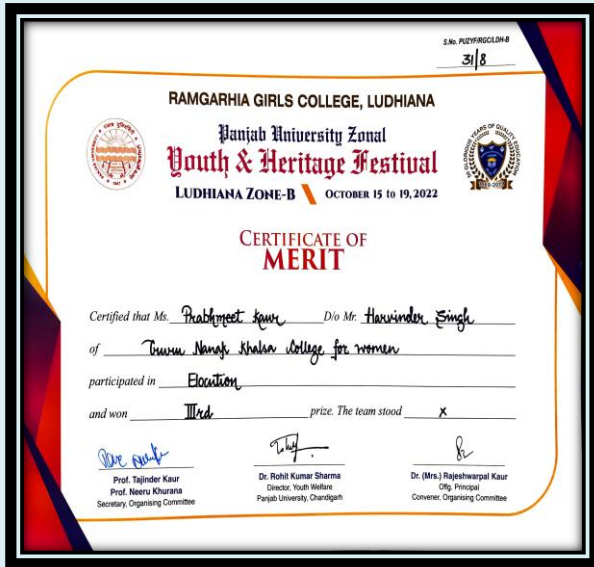 S.No. PUZYF/RGC/LDH-B
31/8
RAMGARHIA GIRLS COLLEGE, LUDHIANA
Panjab University Zonal
Youth & Heritage Festival
LUDHIANA ZONE-B OCTOBER 15 to 19, 2022
CERTIFICATE OF
MERIT
Certified that Ms. Prabhmeet Kaur D/o Mr. Harvinder Singh
of Guru Nanak Khalsa College for women
participated in Elocution
and won IIIrd prize. The team stood x
Prof. Tajinder Kaur
Prof. Neeru Khurana
Secretary, Organising Committee
Dr. Rohit Kumar Sharma
Director, Youth Welfare
Panjab University, Chandigarh
Dr. (Mrs.) Rajeshwarpal Kaur
Offg. Principal
Convener, Organising Committee